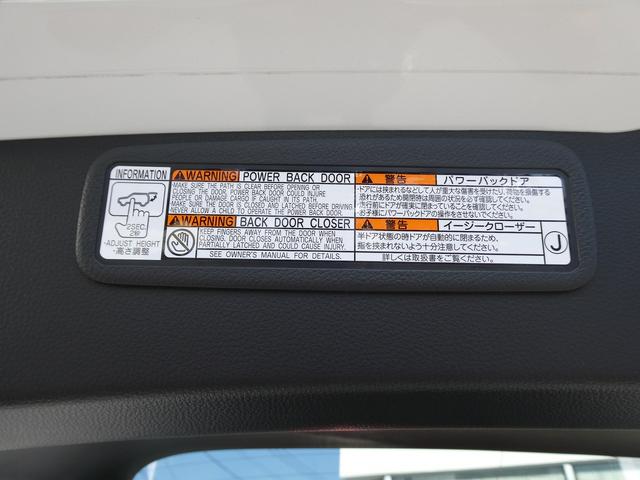 INFORMATION
2SEC.
2秒
-ADJUST HEIGHT
-高さ調整
WARNING POWER BACK DOOR
MAKE SURE THE PATH IS CLEAR BEFORE OPENING OR
CLOSING THE DOOR. POWER BACK DOOR COULD INJURE
PEOPLE OR DAMAGE CARGO IF CAUGHT IN ITS PATH.
MAKE SURE THE DOOR IS CLOSED AND LATCHED BEFORE DRIVING.
NEVER ALLOW A CHILD TO OPERATE THE POWER BACK DOOR.
WARNING BACK DOOR CLOSER
KEEP FINGERS AWAY FROM THE DOOR WHEN
CLOSING. DOOR CLOSES AUTOMATICALLY WHEN
PARTIALLY LATCHED AND COULD CAUSE INJURY.
SEE OWNER'S MANUAL FOR DETAILS.
警告 パワーバックドア
・ドアには挟まれるなどして人が重大な傷害を受けたり、荷物を損傷する
恐れがあるため開閉時は周囲の状況を必ず確認してください。
・走行前にドアが確実に閉まっていることを確認してください。
・お子様にパワーバックドアの操作をさせないでください。
警告 イージークローザー
半ドア状態の時ドアが自動的に閉まるため、
指を挟まれないよう十分注意してください。
詳しくは取扱書をご覧ください。
J